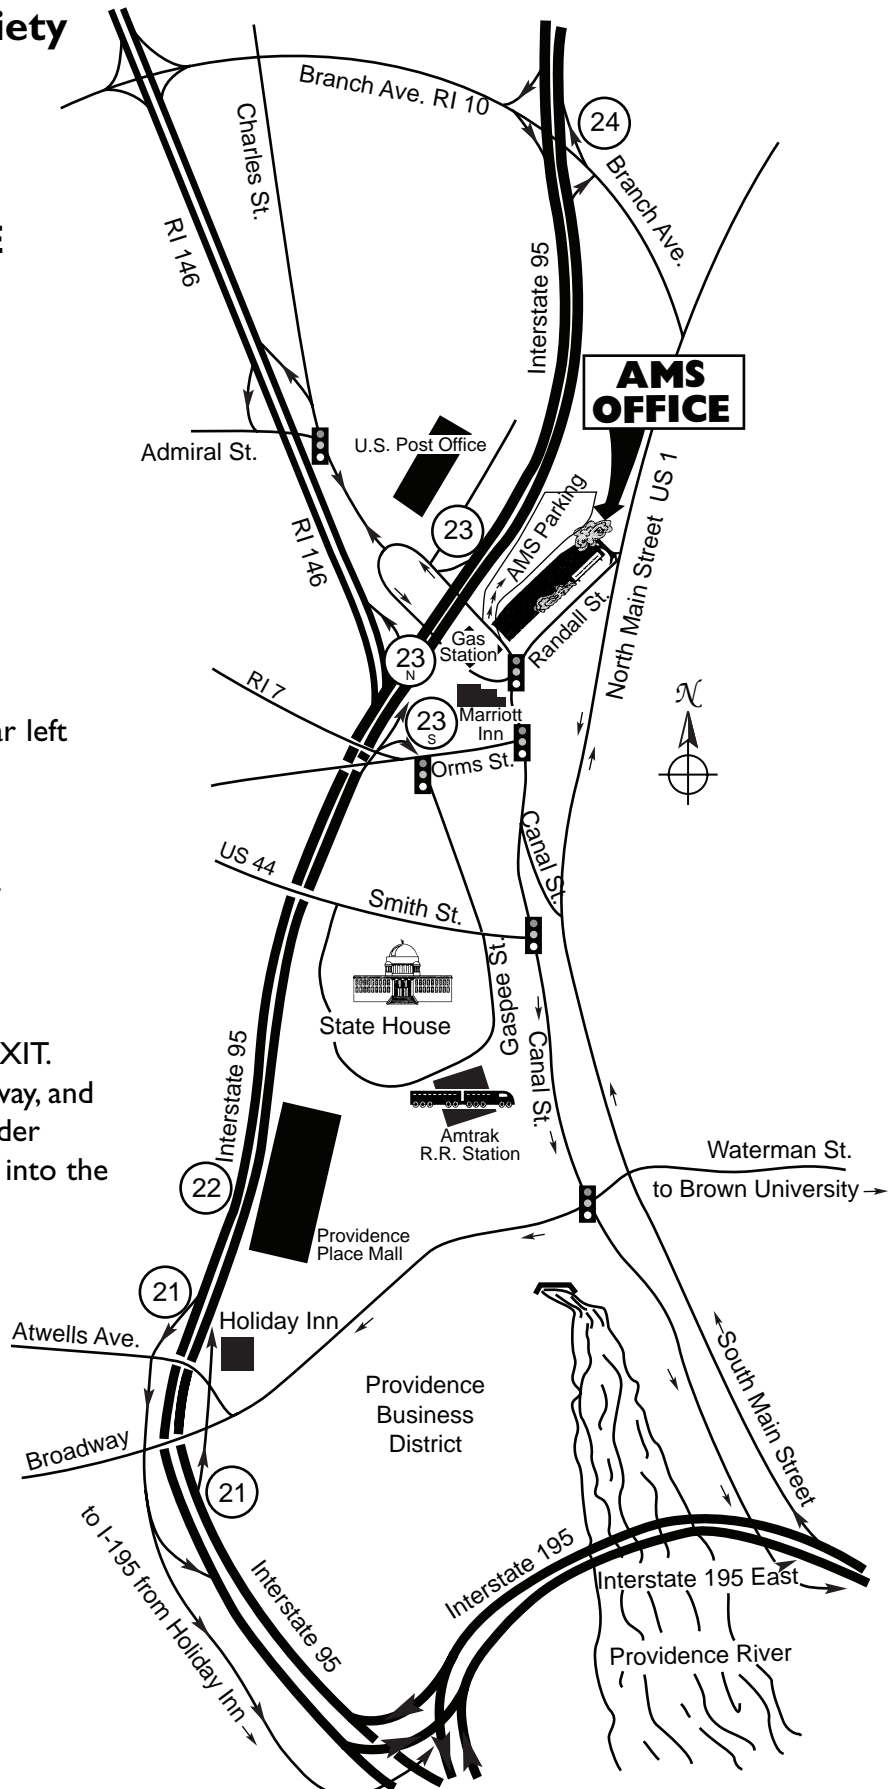 iety
E
ar left
XIT.
way, and
der
into the
Branch Ave. RI 10
24
Charles St.
Branch Ave.
RI 146
Interstate 95
AMS
OFFICE
Admiral St.
U.S. Post Office
North Main Street US 1
23
AMS Parking
RI 146
Randall St.
Gas
Station
23
N
RI 7
23
S
Marriott
Inn
N
Orms St.
Canal St.
US 44
Smith St.
Gaspee St.
State House
Canal St.
Interstate 95
Amtrak
R.R. Station
Waterman St.
to Brown University
22
Providence
Place Mall
21
Holiday Inn
Atwells Ave.
South Main Street
Providence
Business
District
Broadway
21
to I-195 from Holiday Inn
Interstate 95
Interstate 195
Interstate 195 East
Providence River